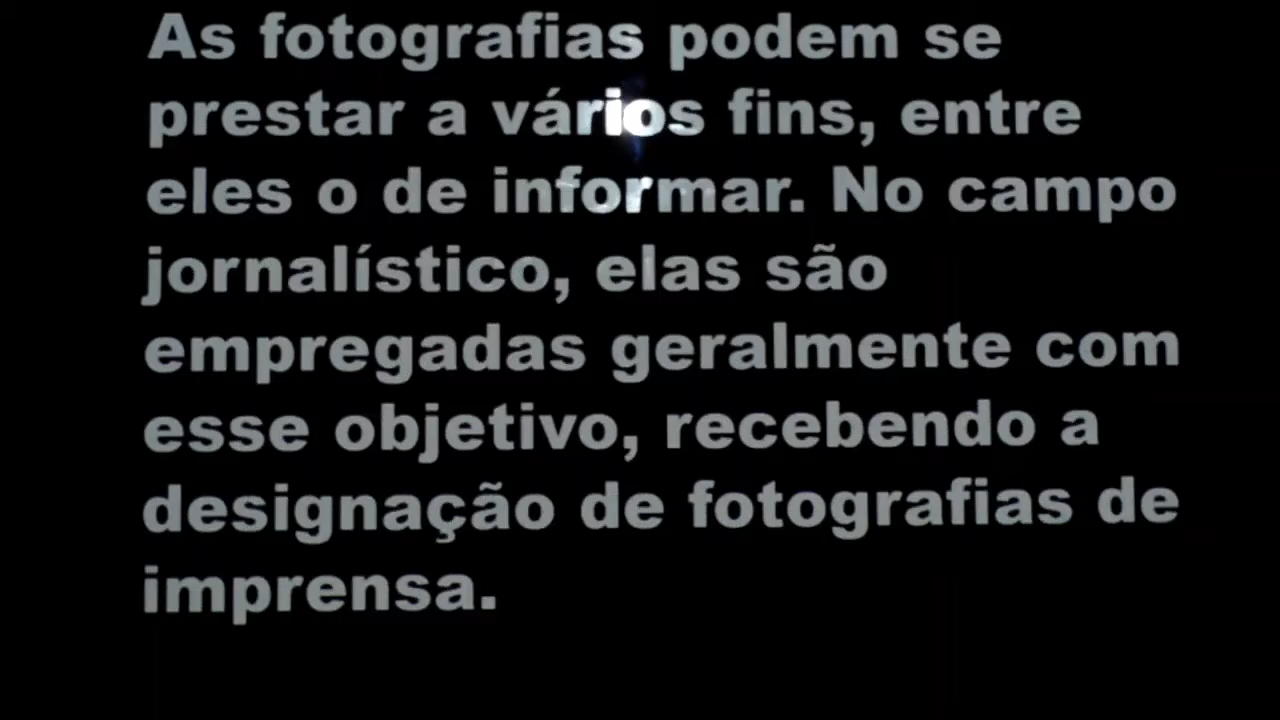 As fotografias podem se
prestar a vários fins, entre
eles o de informar. No campo
jornalístico, elas são
empregadas geralmente com
esse objetivo, recebendo a
designação de fotografias de
imprensa.